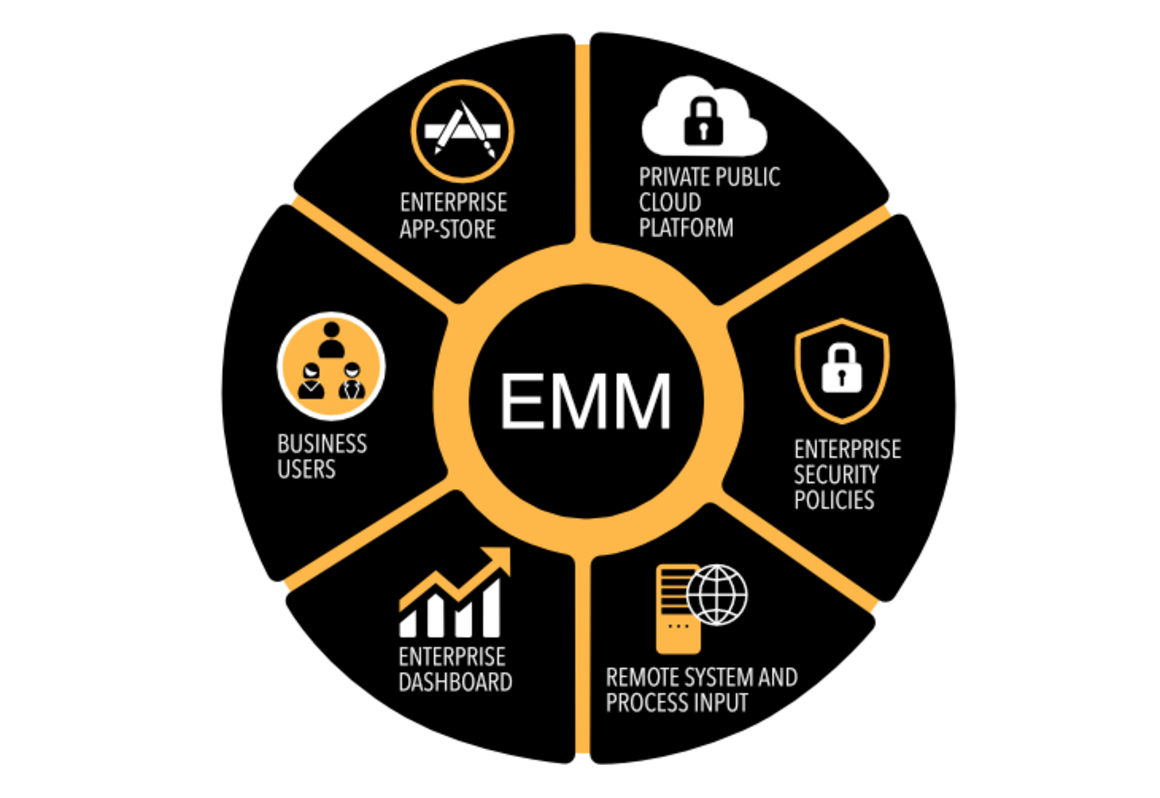 ENTERPRISE
APP-STORE
PRIVATE PUBLIC
CLOUD
PLATFORM
BUSINESS
USERS
EMM
ENTERPRISE
SECURITY
POLICIES
ENTERPRISE
DASHBOARD
REMOTE SYSTEM AND
PROCESS INPUT